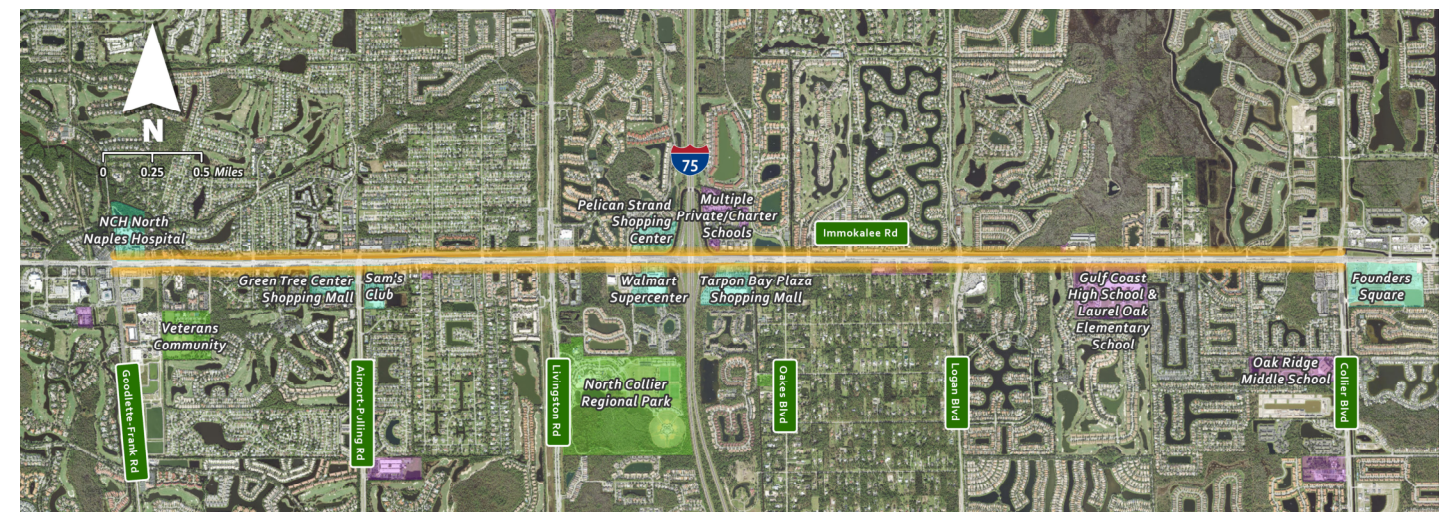 N
0 0.25 0.5 Miles
75
NCH North
Naples Hospital
Pelican Strand
Shopping
Center
Multiple
Private/Charter
Schools
Immokalee Rd
Green Tree Center
Shopping Mall
Sam's
Club
Walmart
Supercenter
Tarpon Bay Plaza
Shopping Mall
Gulf Coast
High School &
Laurel Oak
Elementary
School
Founders
Square
Veterans
Community
North Collier
Regional Park
Oak Ridge
Middle School
Goodlette-Frank Rd
Airport-Pulling Rd
Livingston Rd
Oakes Blvd
Logan Blvd
Collier Blvd